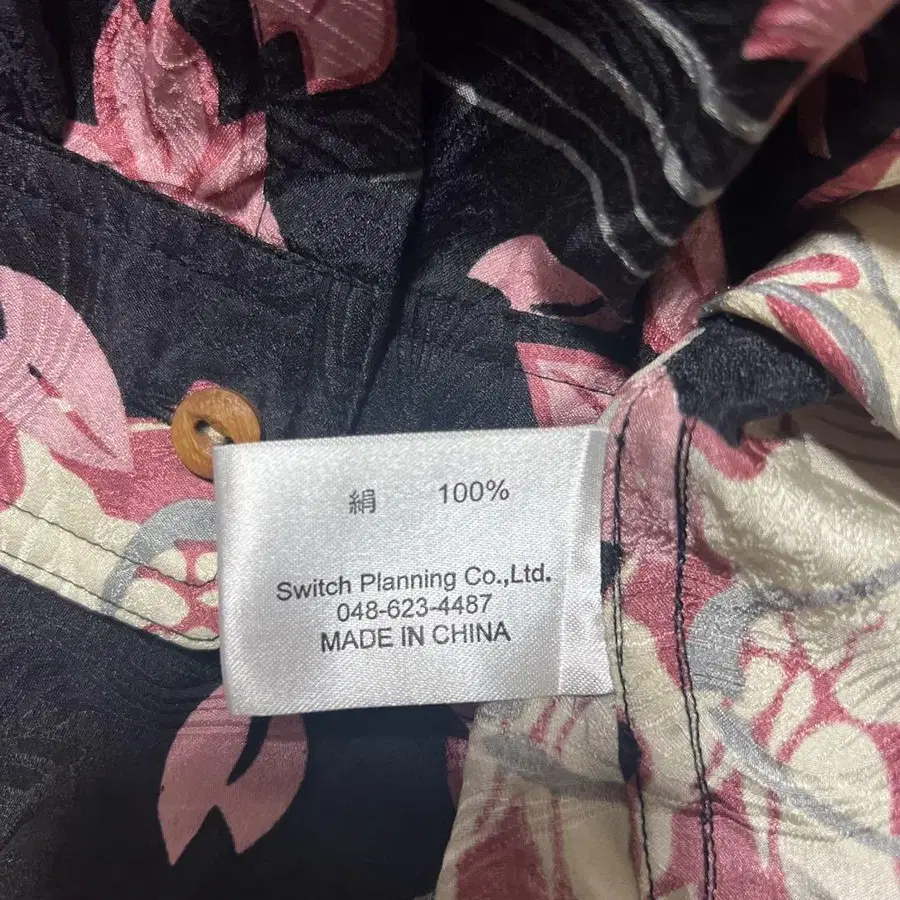 絹 100%
Switch Planning Co.,Ltd.
048-623-4487
MADE IN CHINA